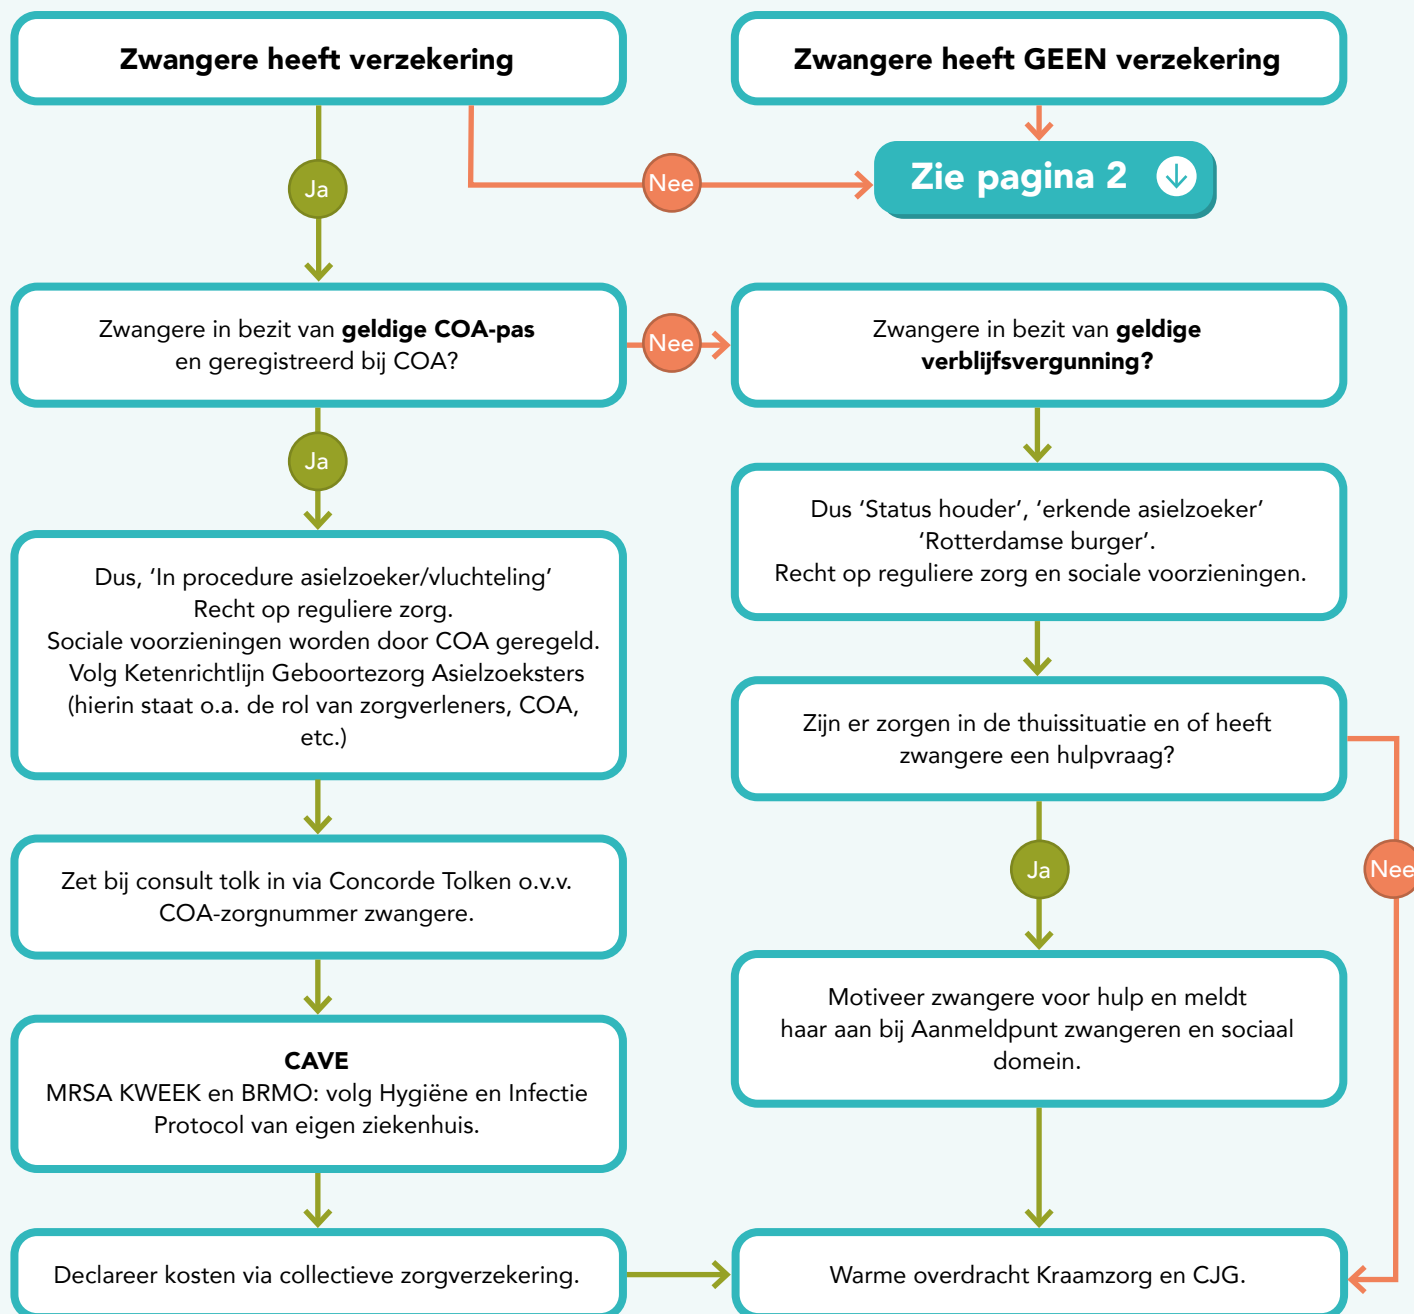 Zwangere heeft verzekering
Zwangere heeft GEEN verzekering
Ja
Nee
Zie pagina 2
Zwangere in bezit van geldige COA-pas
en geregistreerd bij COA?
Nee
Zwangere in bezit van geldige
verblijfsvergunning?
Ja
Dus, ‘In procedure asielzoeker/vluchteling’
Recht op reguliere zorg.
Sociale voorzieningen worden door COA geregeld.
Volg Ketenrichtlijn Geboortezorg Asielzoeksters
(hierin staat o.a. de rol van zorgverleners, COA,
etc.)
Dus ‘Status houder’, ‘erkende asielzoeker’
‘Rotterdamse burger’.
Recht op reguliere zorg en sociale voorzieningen.
Zijn er zorgen in de thuissituatie en of heeft
zwangere een hulpvraag?
Zet bij consult tolk in via Concorde Tolken o.v.v.
COA-zorgnummer zwangere.
Ja
Nee
CAVE
MRSA KWEEK en BRMO: volg Hygiëne en Infectie
Protocol van eigen ziekenhuis.
Motiveer zwangere voor hulp en meldt
haar aan bij Aanmeldpunt zwangeren en sociaal
domein.
Declareer kosten via collectieve zorgverzekering.
Warme overdracht Kraamzorg en CJG.